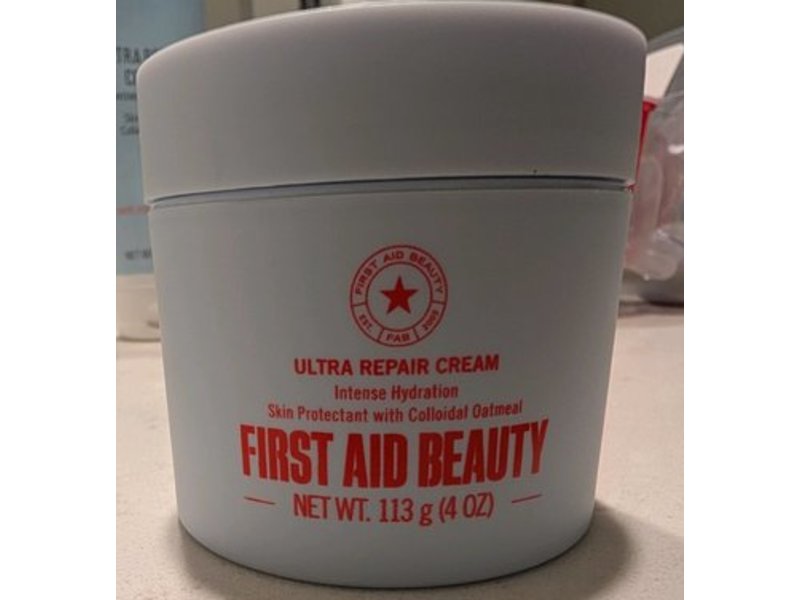 FIRST AID BEAUTY
EST. FAB 2009
ULTRA REPAIR CREAM
Intense Hydration
Skin Protectant with Colloidal Oatmeal
FIRST AID BEAUTY
NET WT. 113 g (4 OZ)